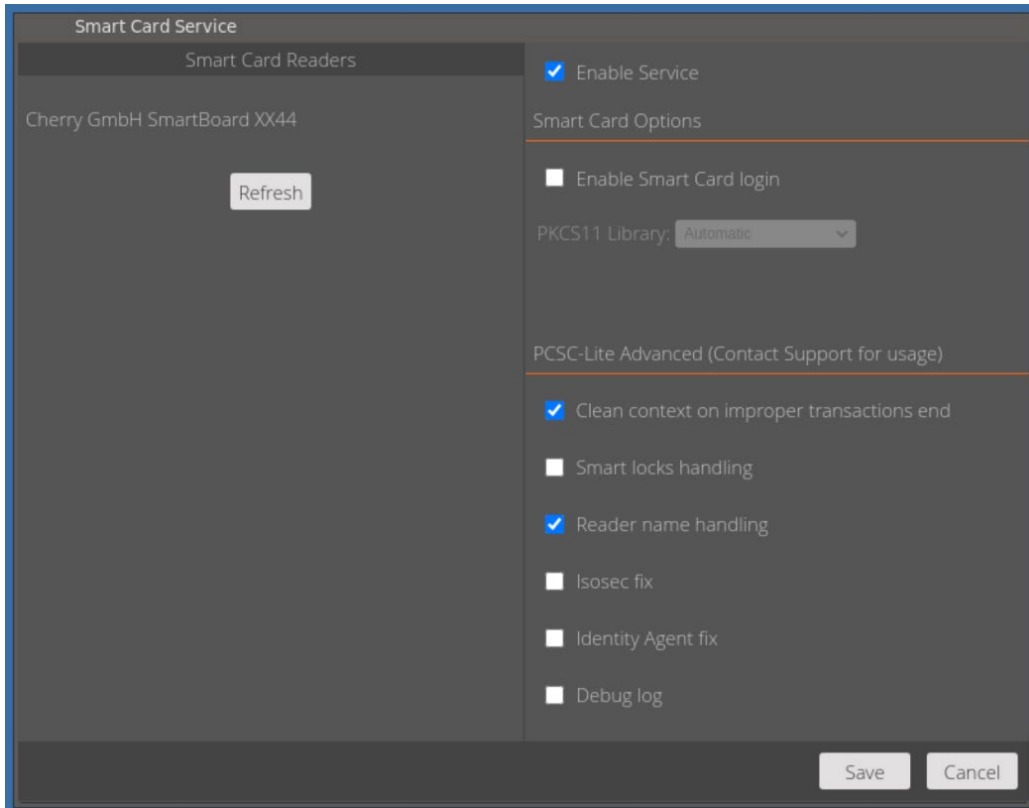 Smart Card Service
Smart Card Readers
Cherry GmbH SmartBoard XX44
Refresh
Enable Service
Smart Card Options
Enable Smart Card login
PKCS11 Library: Automatic
PCSC-Lite Advanced (Contact Support for usage)
Clean context on improper transactions end
Smart locks handling
Reader name handling
Isosec fix
Identity Agent fix
Debug log
Save Cancel